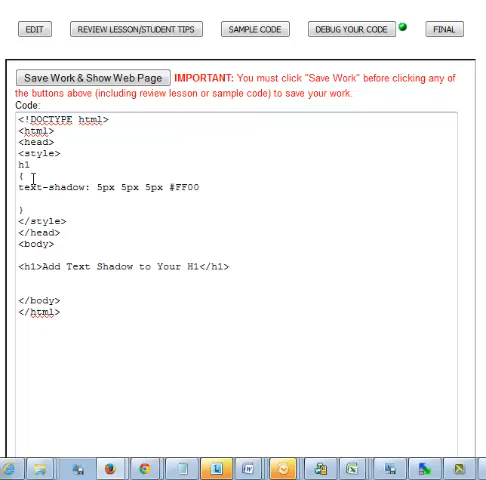 EDIT REVIEW LESSON/STUDENT TIPS SAMPLE CODE DEBUG YOUR CODE FINAL
Save Work & Show Web Page IMPORTANT: You must click "Save Work" before clicking any of
the buttons above (including review lesson or sample code) to save your work.
Code:
<!DOCTYPE html>
<html>
<head>
<style>
h1
{
text-shadow: 5px 5px 5px #FF00
}
</style>
</head>
<body>
<h1>Add Text Shadow to Your H1</h1>
</body>
</html>